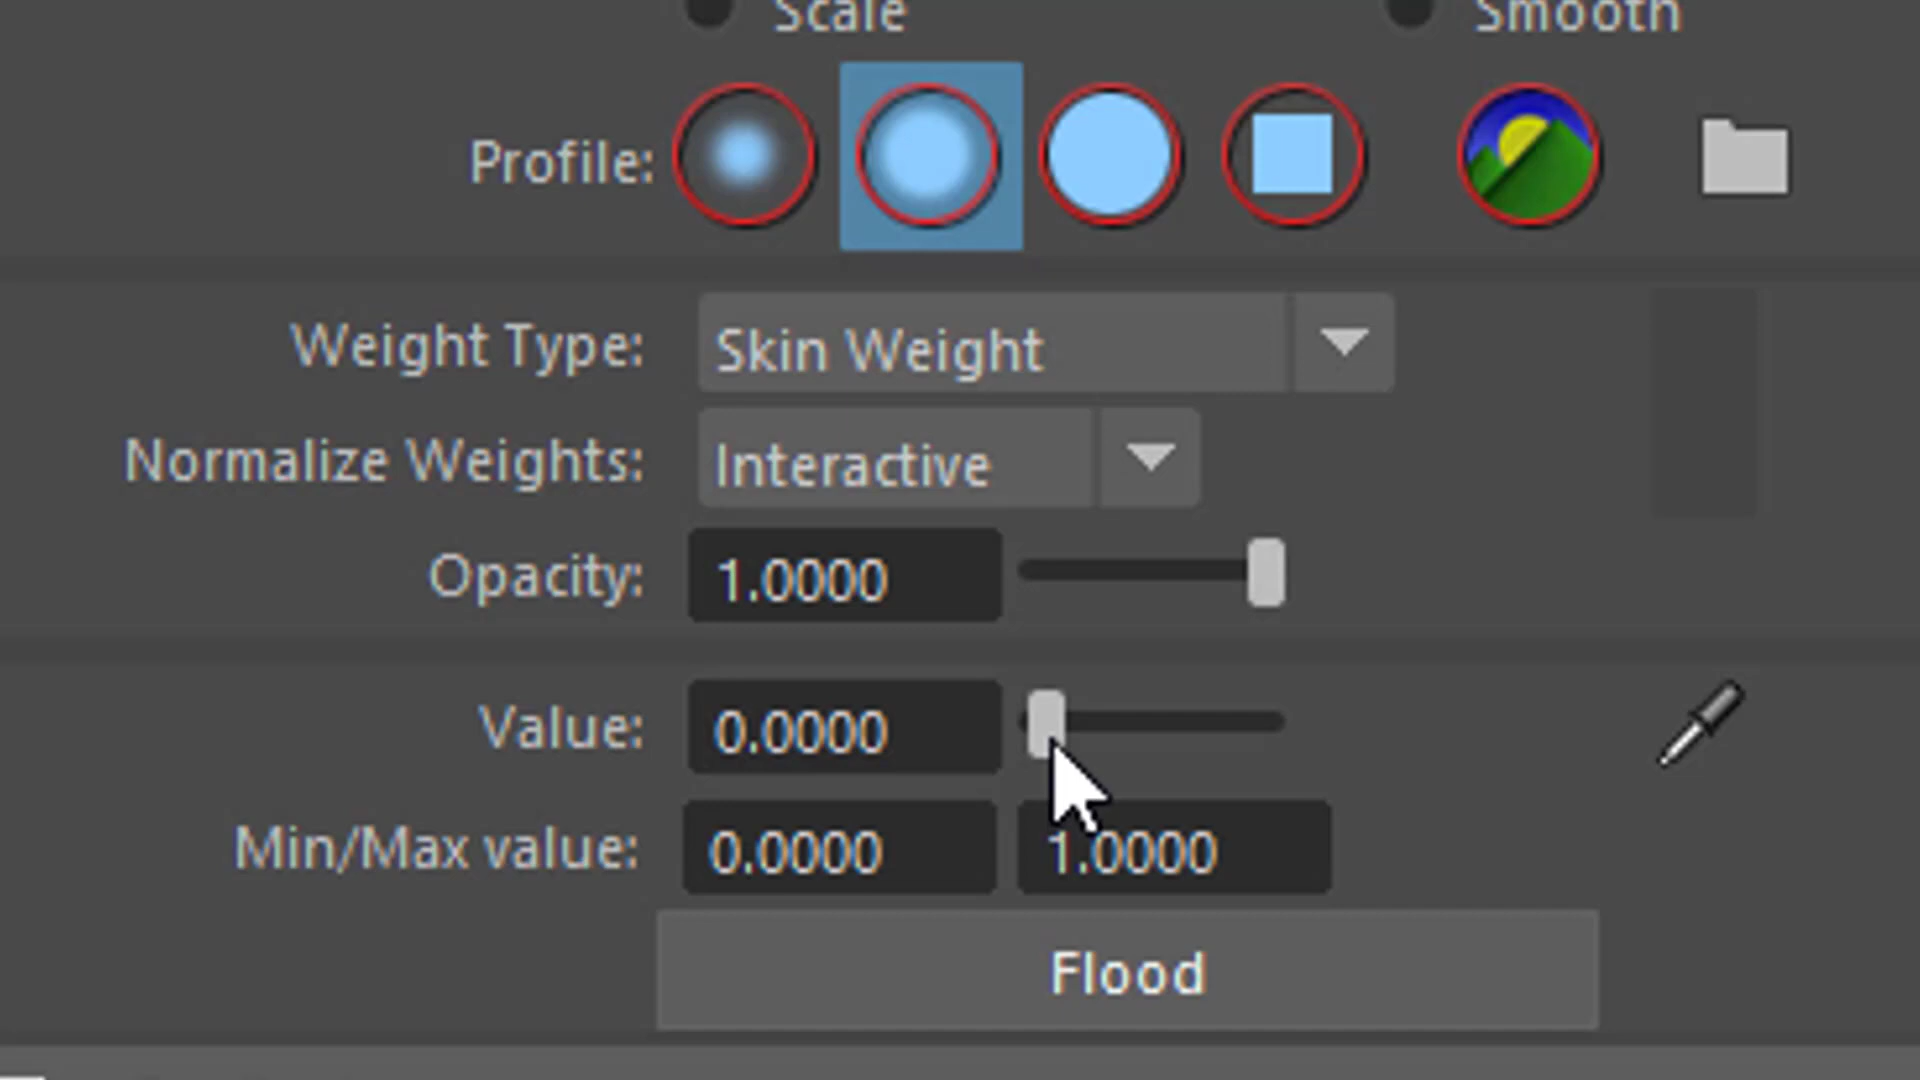 Scale Smooth
Profile:
Weight Type: Skin Weight
Normalize Weights: Interactive
Opacity: 1.0000
Value: 0.0000
Min/Max value: 0.0000 1.0000
Flood